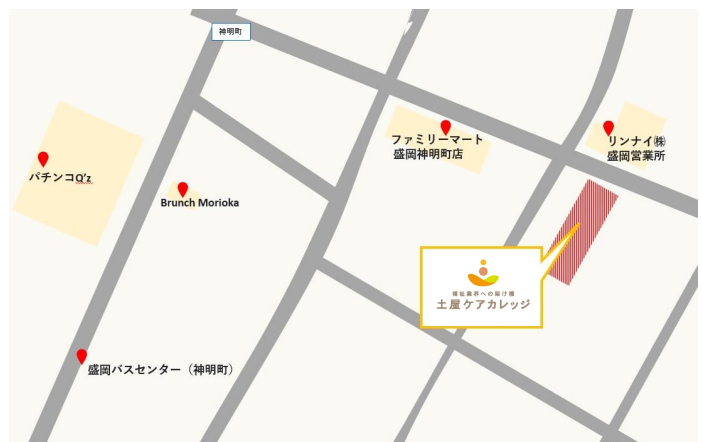 神明町
ファミリーマート
盛岡神明町店
リンナイ㈱
盛岡営業所
パチンコQ'z
Brunch Morioka
福祉業界への架け橋
土屋ケアカレッジ
盛岡バスセンター（神明町）